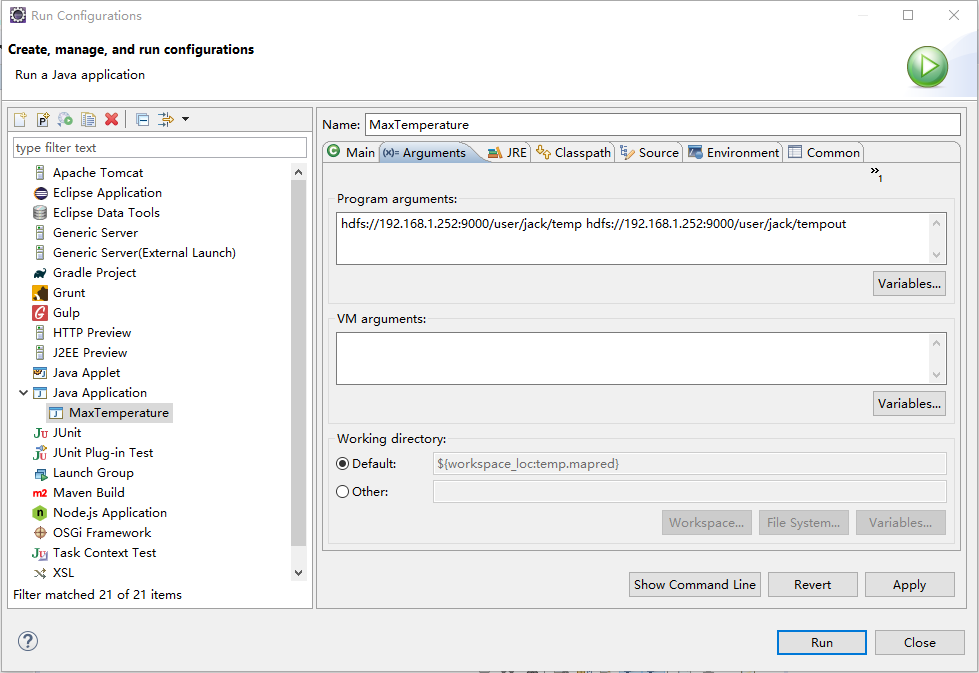 Run Configurations
Create, manage, and run configurations
Run a Java application
type filter text
Apache Tomcat
Eclipse Application
Eclipse Data Tools
Generic Server
Generic Server(External Launch)
Gradle Project
Grunt
Gulp
HTTP Preview
J2EE Preview
Java Applet
Java Application
MaxTemperature
JUnit
JUnit Plug-in Test
Launch Group
Maven Build
Node.js Application
OSGi Framework
Task Context Test
XSL
Filter matched 21 of 21 items
Name: MaxTemperature
Main (x)= Arguments JRE Classpath Source Environment Common
»1
Program arguments:
hdfs://192.168.1.252:9000/user/jack/temp hdfs://192.168.1.252:9000/user/jack/tempout
Variables...
VM arguments:
Variables...
Working directory:
Default: ${workspace_loc:temp.mapred}
Other:
Workspace... File System... Variables...
Show Command Line Revert Apply
? Run Close